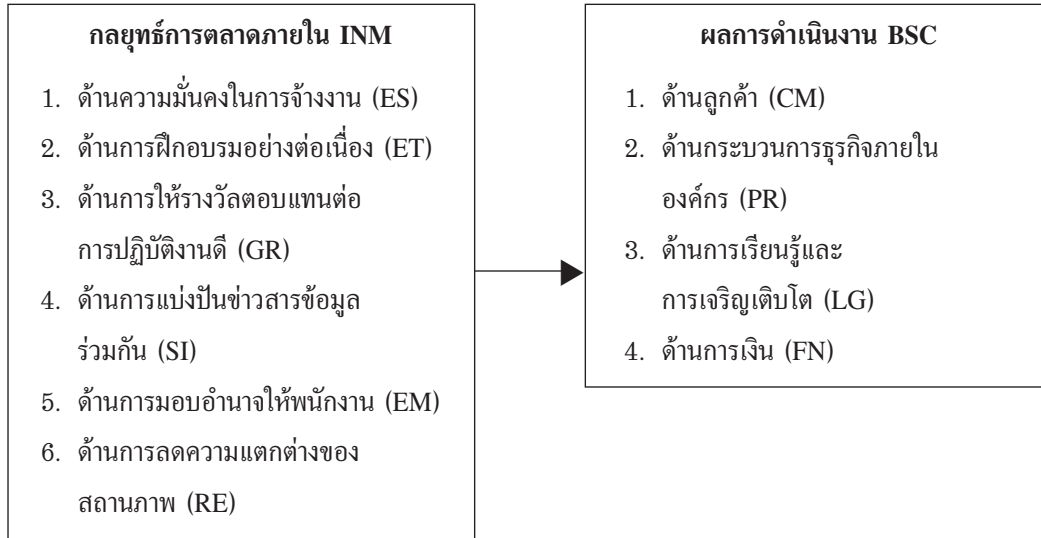 กลยุทธ์การตลาดภายใน INM
1. ด้านความมั่นคงในการจ้างงาน (ES)
2. ด้านการฝึกอบรมอย่างต่อเนื่อง (ET)
3. ด้านการให้รางวัลตอบแทนต่อ
การปฏิบัติงานดี (GR)
4. ด้านการแบ่งปันข่าวสารข้อมูล
ร่วมกัน (SI)
5. ด้านการมอบอำนาจให้พนักงาน (EM)
6. ด้านการลดความแตกต่างของ
สถานภาพ (RE)
ผลการดำเนินงาน BSC
1. ด้านลูกค้า (CM)
2. ด้านกระบวนการธุรกิจภายใน
องค์กร (PR)
3. ด้านการเรียนรู้และ
การเจริญเติบโต (LG)
4. ด้านการเงิน (FN)